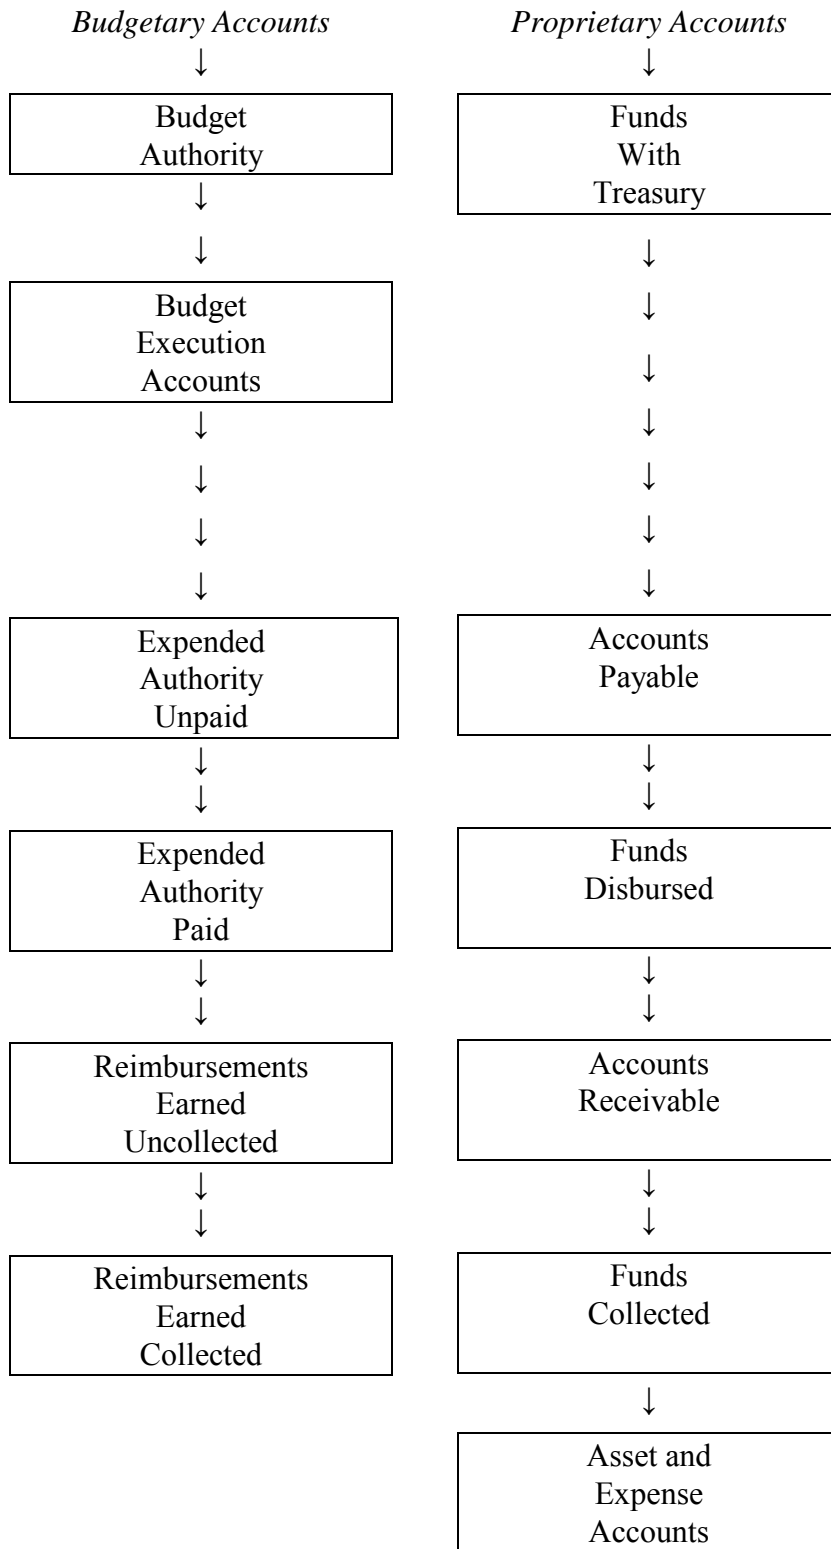 Budgetary Accounts
Proprietary Accounts
↓
↓
Budget
Authority
Funds
With
Treasury
↓
↓
↓
↓
Budget
Execution
Accounts
↓
↓
↓
↓
↓
↓
↓
↓
↓
Expended
Authority
Unpaid
Accounts
Payable
↓
↓
↓
↓
Expended
Authority
Paid
Funds
Disbursed
↓
↓
↓
↓
Reimbursements
Earned
Uncollected
Accounts
Receivable
↓
↓
↓
↓
Reimbursements
Earned
Collected
Funds
Collected
↓
Asset and
Expense
Accounts